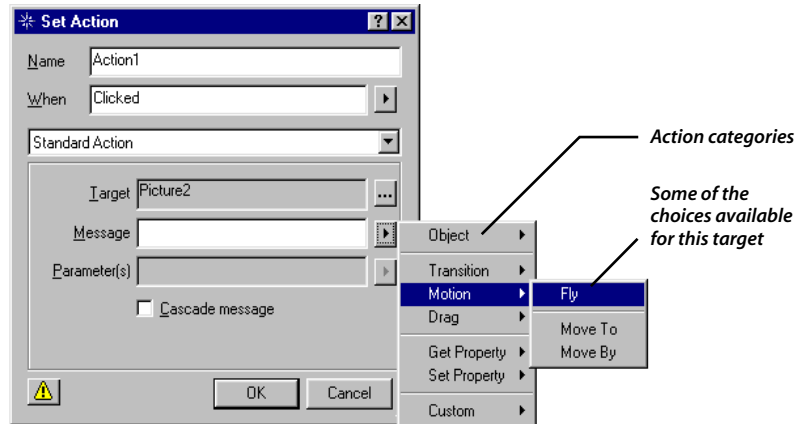 Set Action
Name Action1
When Clicked
Standard Action
Target Picture2 ...
Message
Parameter(s)
Cascade message
OK Cancel
Object
Transition
Motion
Drag
Get Property
Set Property
Custom
Fly
Move To
Move By
Action categories
Some of the
choices available
for this target